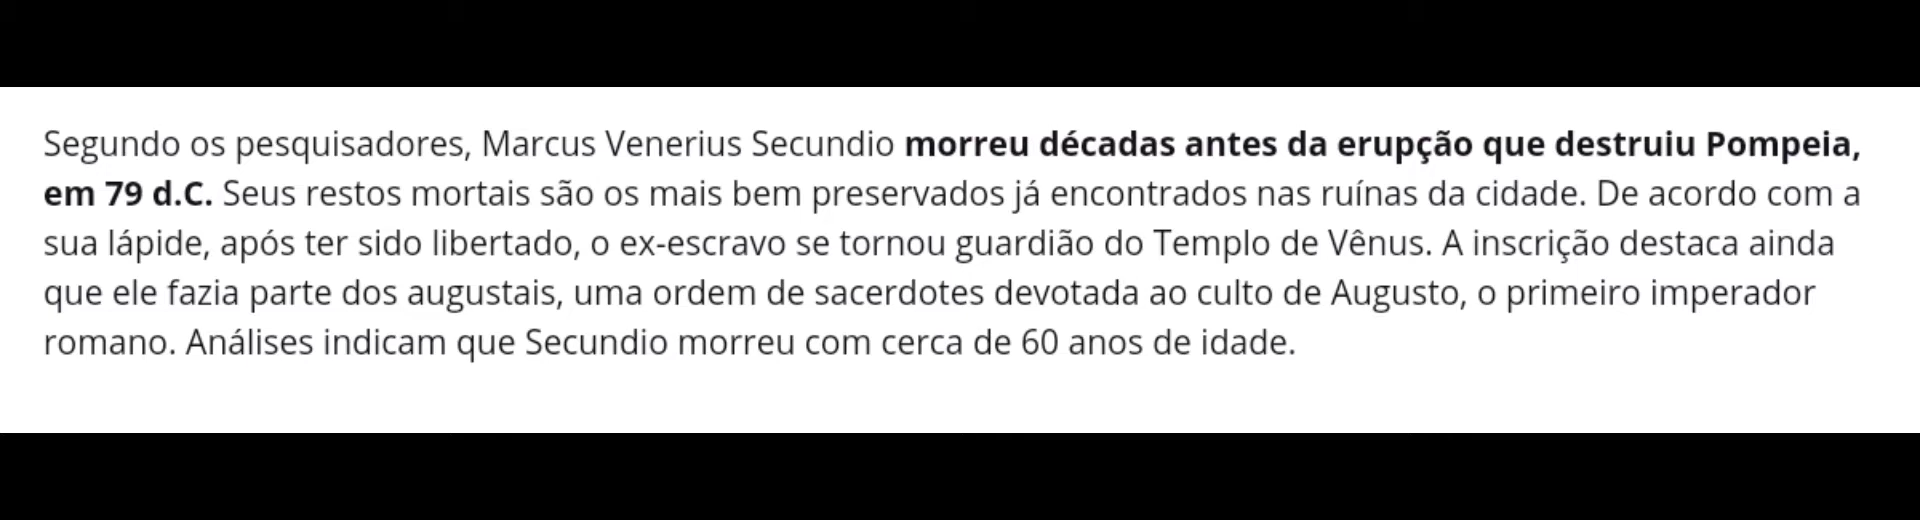 Segundo os pesquisadores, Marcus Venerius Secundio morreu décadas antes da erupção que destruiu Pompeia,
em 79 d.C. Seus restos mortais são os mais bem preservados já encontrados nas ruínas da cidade. De acordo com a
sua lápide, após ter sido libertado, o ex-escravo se tornou guardião do Templo de Vênus. A inscrição destaca ainda
que ele fazia parte dos augustais, uma ordem de sacerdotes devotada ao culto de Augusto, o primeiro imperador
romano. Análises indicam que Secundio morreu com cerca de 60 anos de idade.